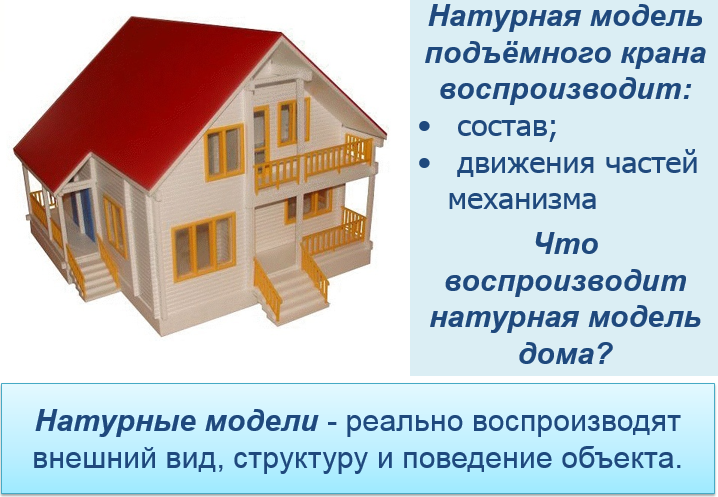 Натурная модель
подъёмного крана
воспроизводит:
• состав;
• движения частей
механизма
Что
воспроизводит
натурная модель
дома?
Натурные модели - реально воспроизводят
внешний вид, структуру и поведение объекта.